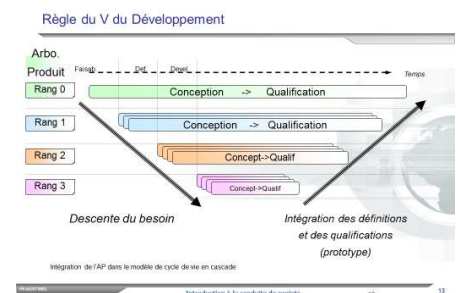 Règle du V du Développement
Arbo.
Produit
Faisab. Def. Devel.
Temps
Rang 0
Conception -> Qualification
Rang 1
Conception -> Qualification
Rang 2
Concept->Qualif
Rang 3
Concept->Qualif
Descente du besoin
Intégration des définitions
et des qualifications
(prototype)
Intégration de l'AP dans le modèle de cycle de vie en cascade
Introduction à la conduite de projets
13